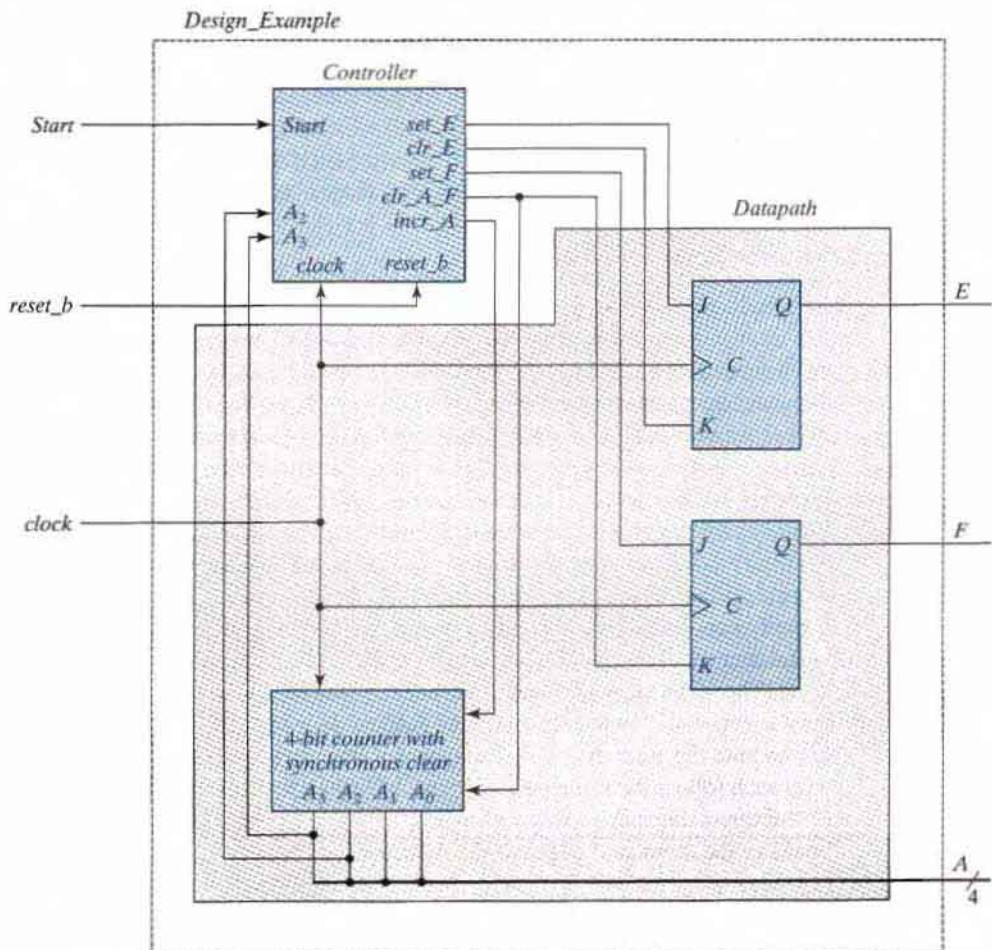 Design_Example
Controller
Start
Start
set_E
clr_E
set_F
clr_A_F
incr_A
A₂
A₃
clock
reset_b
reset_b
Datapath
J
Q
E
C
K
clock
J
Q
F
C
K
4-bit counter with
synchronous clear
A₃ A₂ A₁ A₀
A
4